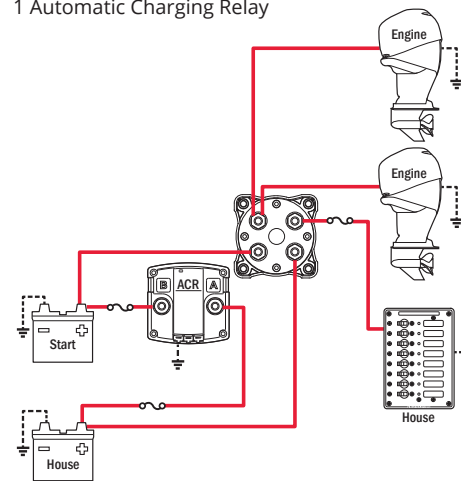 1 Automatic Charging Relay
Engine
Engine
B ACR A
Start
House
House